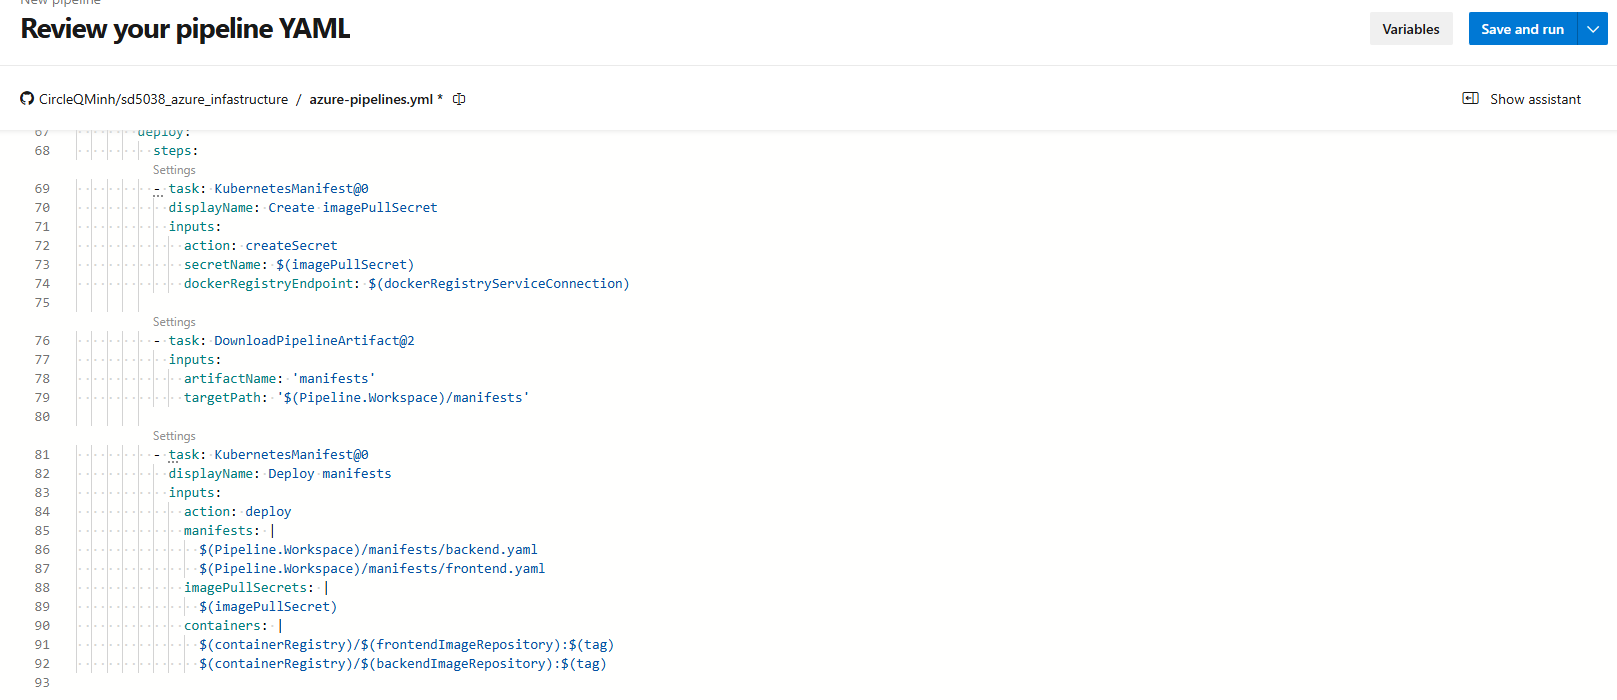 New pipeline
Review your pipeline YAML
Variables
Save and run
CircleQMinh/sd5038_azure_infastructure / azure-pipelines.yml *
Show assistant
67 deploy:
68 steps:
Settings
69 - task: KubernetesManifest@0
70 displayName: Create imagePullSecret
71 inputs:
72 action: createSecret
73 secretName: $(imagePullSecret)
74 dockerRegistryEndpoint: $(dockerRegistryServiceConnection)
75
Settings
76 - task: DownloadPipelineArtifact@2
77 inputs:
78 artifactName: 'manifests'
79 targetPath: '$(Pipeline.Workspace)/manifests'
80
Settings
81 - task: KubernetesManifest@0
82 displayName: Deploy manifests
83 inputs:
84 action: deploy
85 manifests: |
86 $(Pipeline.Workspace)/manifests/backend.yaml
87 $(Pipeline.Workspace)/manifests/frontend.yaml
88 imagePullSecrets: |
89 $(imagePullSecret)
90 containers: |
91 $(containerRegistry)/$(frontendImageRepository):$(tag)
92 $(containerRegistry)/$(backendImageRepository):$(tag)
93